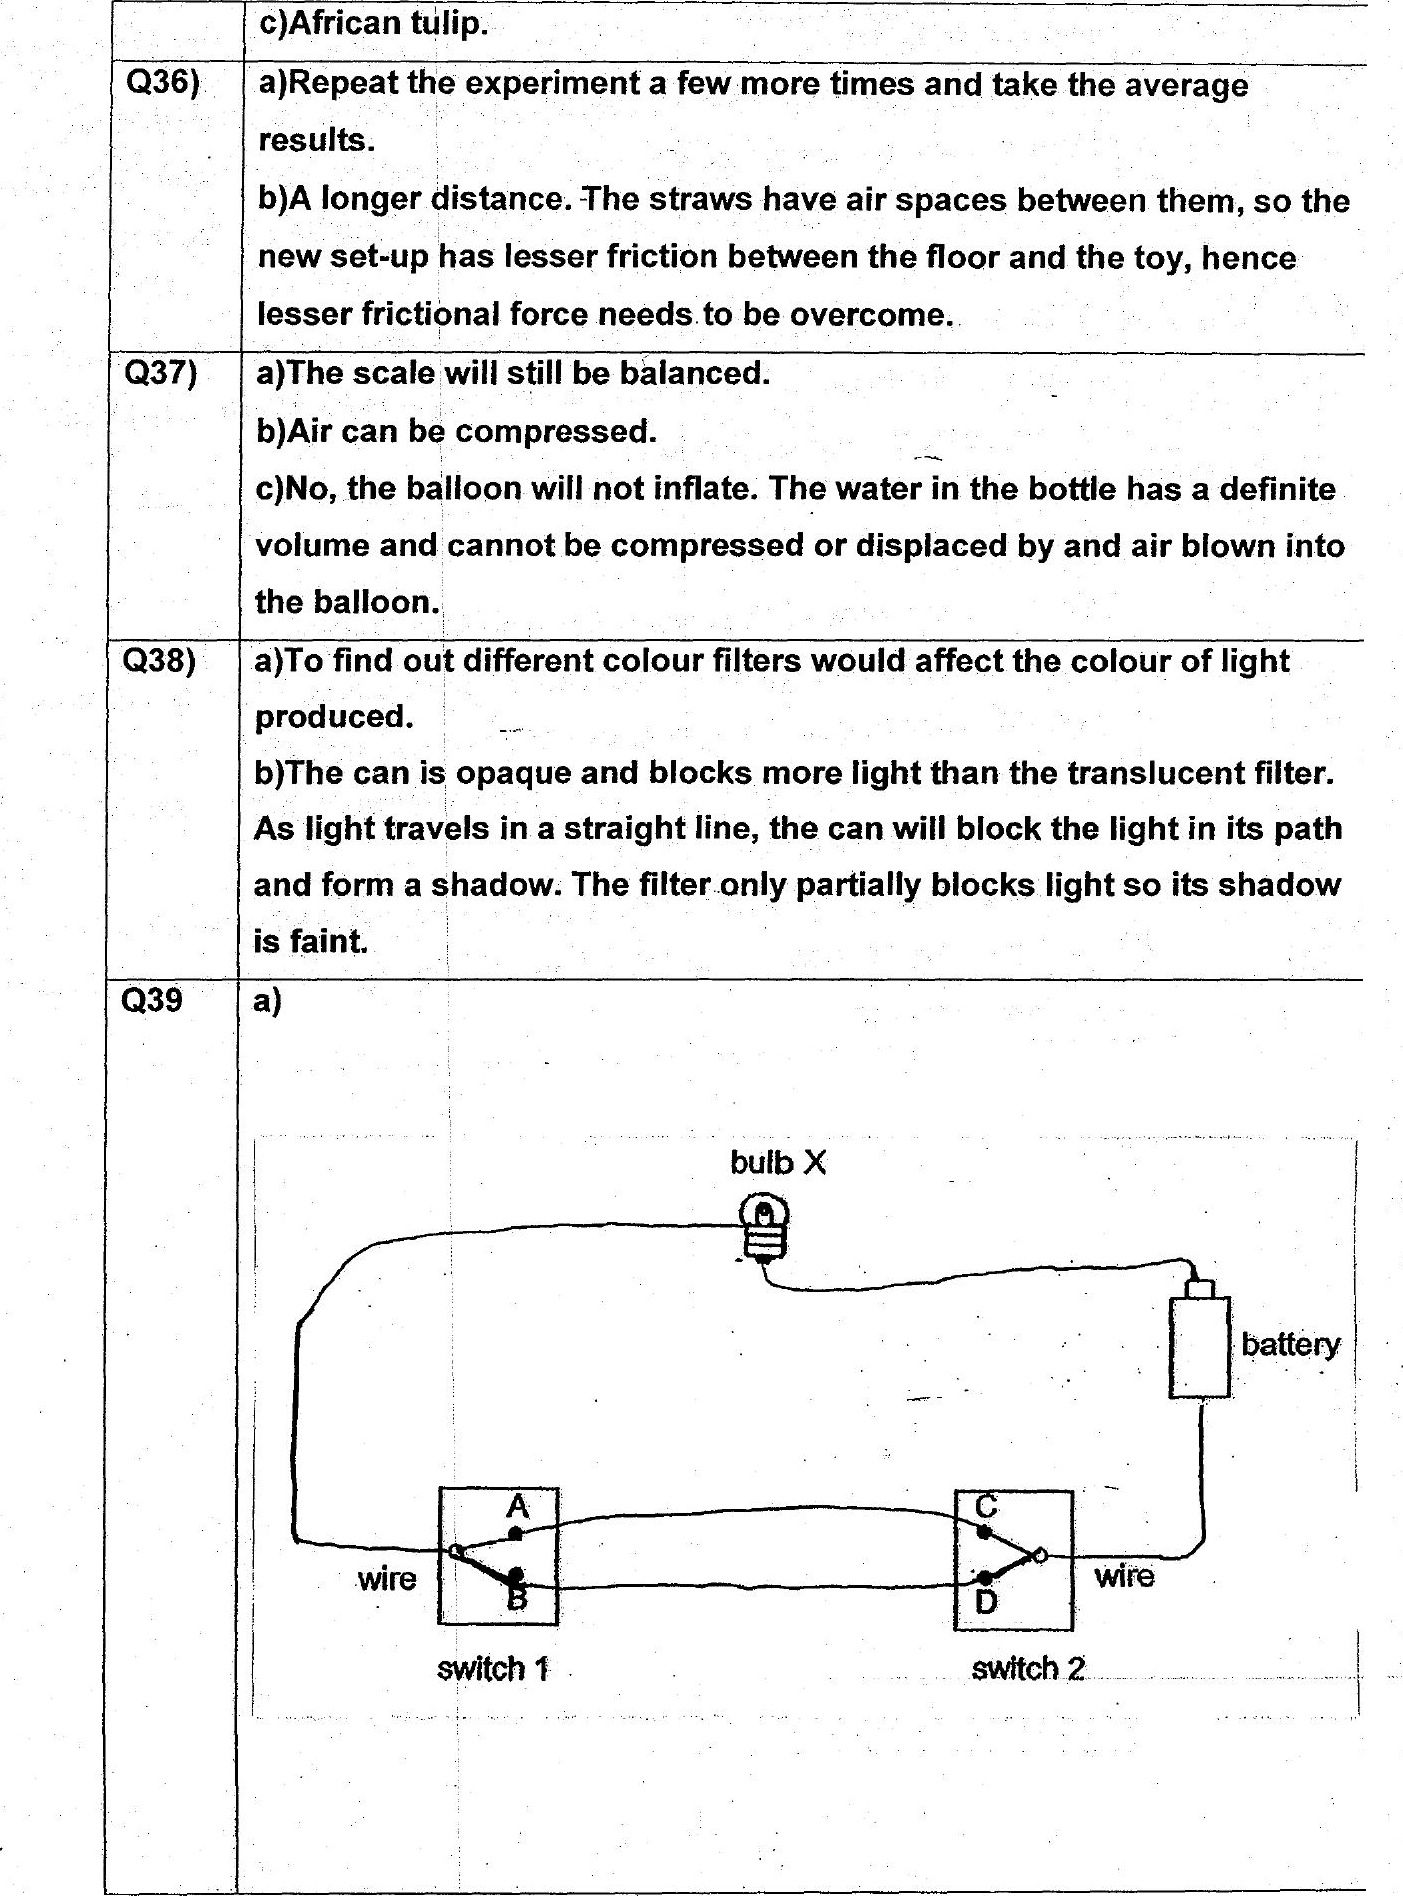 c)African tulip.
Q36)
a)Repeat the experiment a few more times and take the average
results.
b)A longer distance. The straws have air spaces between them, so the
new set-up has lesser friction between the floor and the toy, hence
lesser frictional force needs to be overcome.
Q37)
a)The scale will still be balanced.
b)Air can be compressed.
c)No, the balloon will not inflate. The water in the bottle has a definite
volume and cannot be compressed or displaced by and air blown into
the balloon.
Q38)
a)To find out different colour filters would affect the colour of light
produced.
b)The can is opaque and blocks more light than the translucent filter.
As light travels in a straight line, the can will block the light in its path
and form a shadow. The filter only partially blocks light so its shadow
is faint.
Q39
a)
bulb X
battery
A
C
wire
wire
B
D
switch 1
switch 2